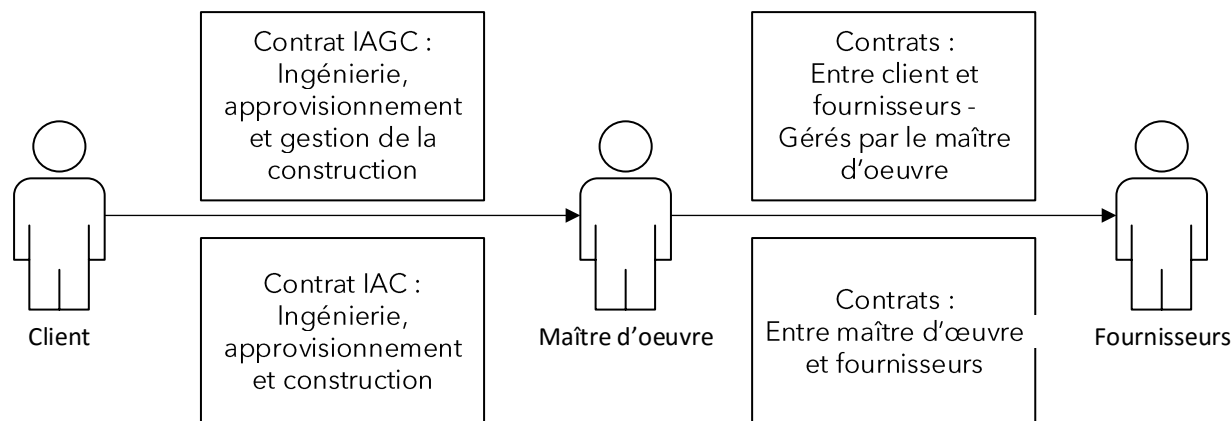 Contrat IAGC :
Ingénierie,
approvisionnement
et gestion de la
construction
Contrats :
Entre client et
fournisseurs -
Gérés par le maître
d'oeuvre
Contrat IAC :
Ingénierie,
approvisionnement
et construction
Contrats :
Entre maître d'œuvre
et fournisseurs
Client
Maître d'oeuvre
Fournisseurs